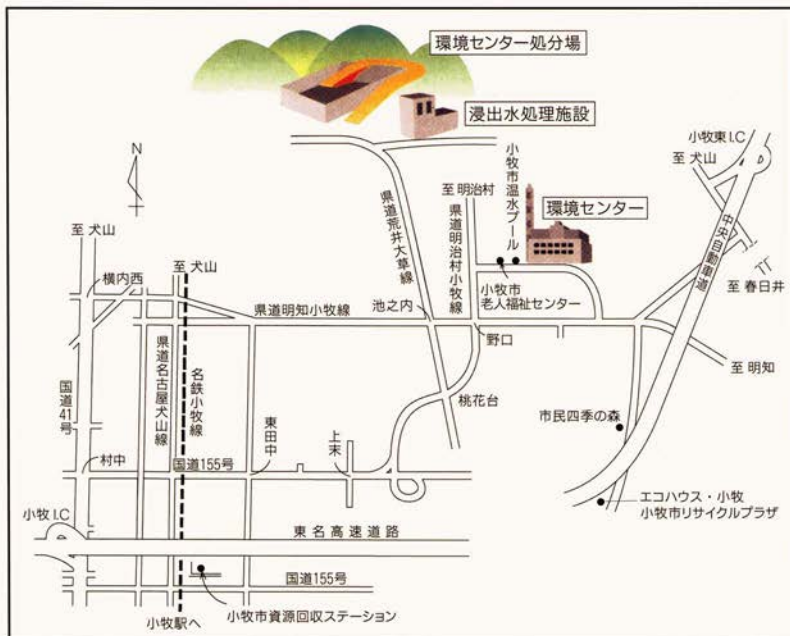 環境センター処分場
浸出水処理施設
小牧東I.C
至 犬山
N
小牧市温水プール
至 明治村
環境センター
県道荒井大草線
県道明治村小牧線
中央自動車道
至 犬山
至 犬山
横内西
小牧市
老人福祉センター
至 春日井
県道明知小牧線
池之内
野口
県道名古屋犬山線
名鉄小牧線
至 明知
国道41号
桃花台
市民四季の森
東田中
上末
村中
国道155号
エコハウス・小牧
小牧市リサイクルプラザ
小牧 I.C
東名高速道路
国道155号
小牧駅へ
小牧市資源回収ステーション